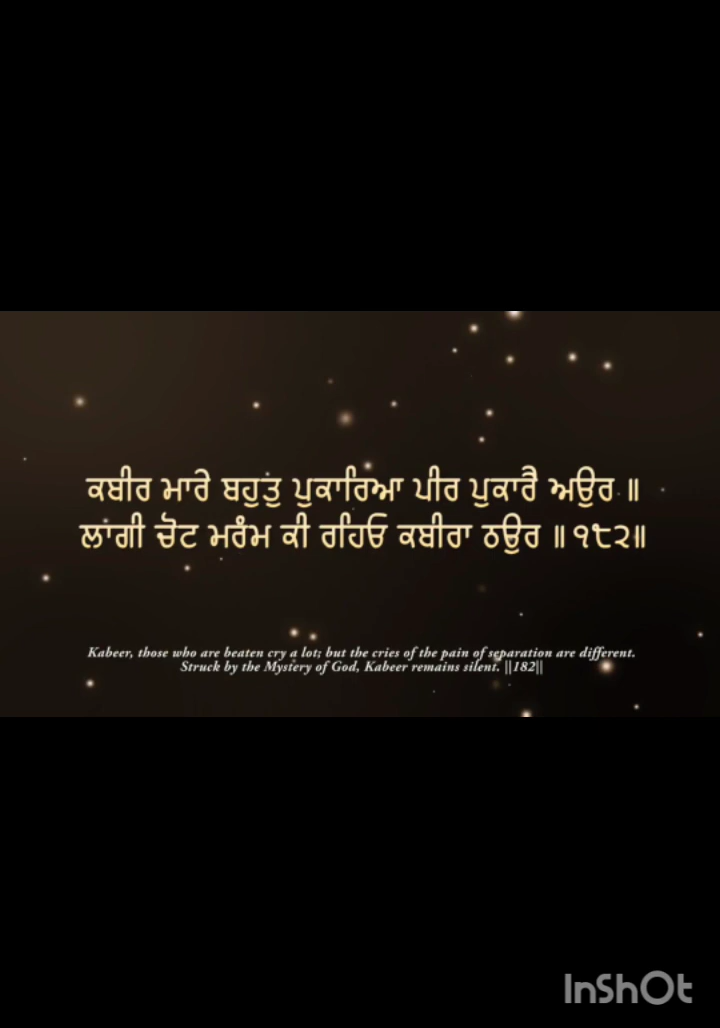 ਕਬੀਰ ਮਾਰੇ ਬਹੁਤੁ ਪੁਕਾਰਿਆ ਪੀਰ ਪੁਕਾਰੈ ਅਉਰ ॥
ਲਾਗੀ ਚੋਟ ਮਰੰਮ ਕੀ ਰਹਿਓ ਕਬੀਰਾ ਠਉਰ ॥੧੮੨॥
Kabeer, those who are beaten cry a lot; but the cries of the pain of separation are different.
Struck by the Mystery of God, Kabeer remains silent. ||182||
InShOt